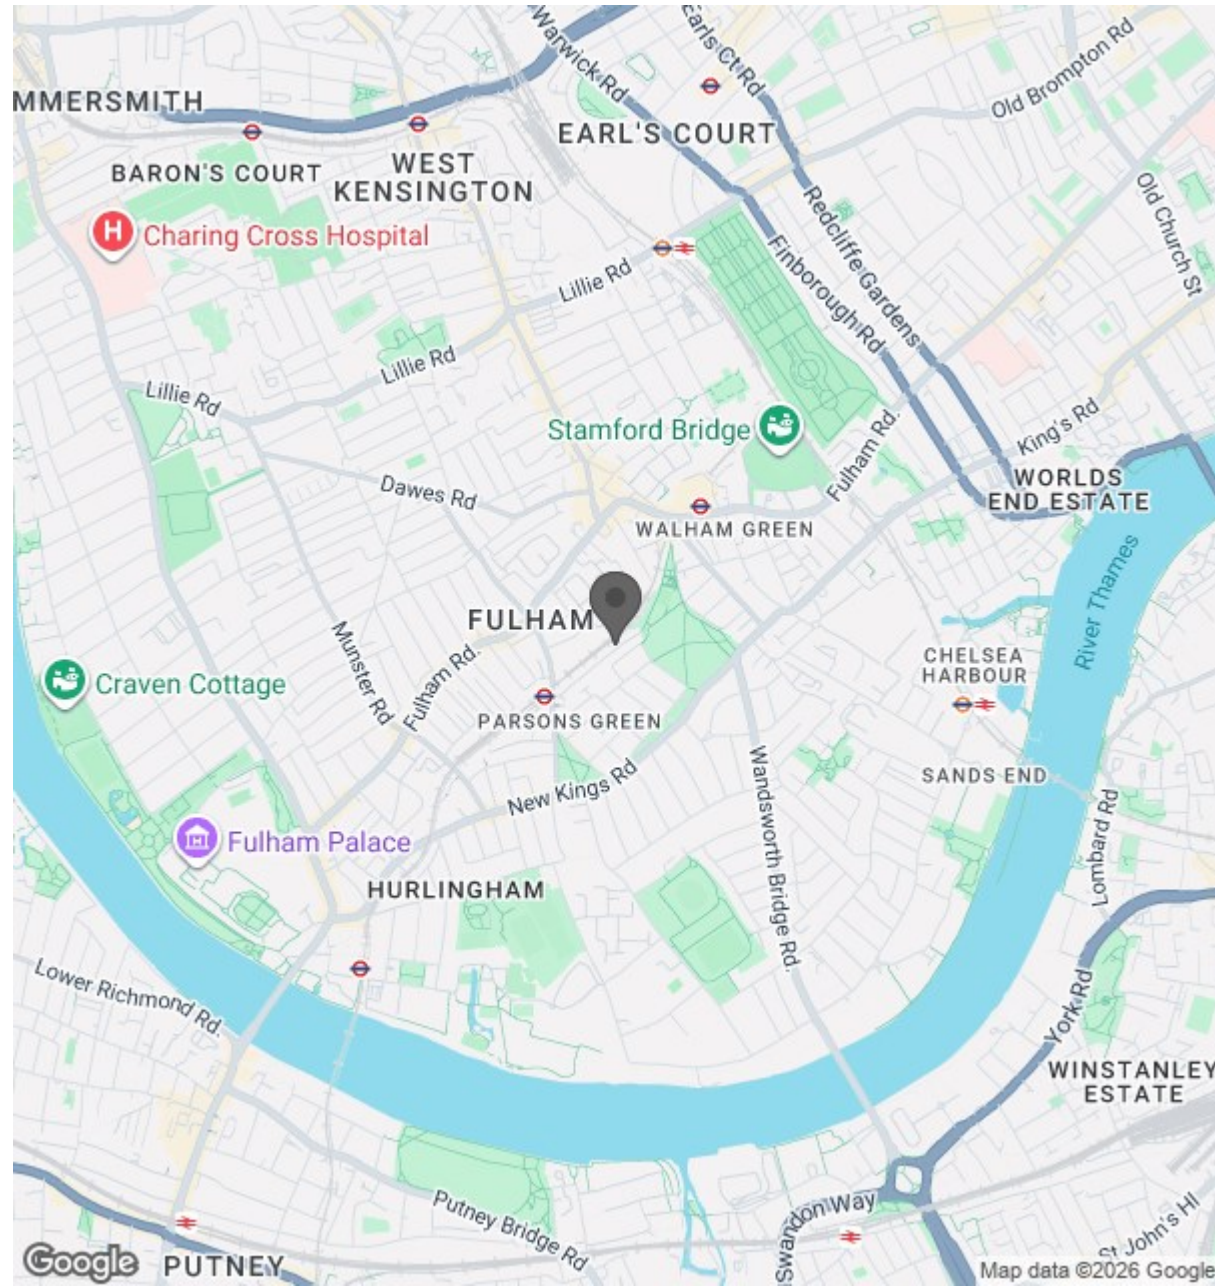 Warwick Rd
Earls Ct Rd
Old Brompton Rd
MMERSMITH
EARL'S COURT
BARON'S COURT
WEST
KENSINGTON
Old Church St
H
Charing Cross Hospital
Redcliffe Gardens
Finborough Rd
Lillie Rd
Lillie Rd
Lillie Rd
Stamford Bridge
Fulham Rd.
King's Rd
Dawes Rd
WORLDS
END ESTATE
WALHAM GREEN
River Thames
FULHAM
Munster Rd
Fulham Rd.
CHELSEA
HARBOUR
Craven Cottage
PARSONS GREEN
Wandsworth Bridge Rd.
SANDS END
New Kings Rd
Lombard Rd
Fulham Palace
HURLINGHAM
Lower Richmond Rd.
York Rd
WINSTANLEY
ESTATE
Putney Bridge Rd
Swandon Way
St John's Hl
Google
PUTNEY
Map data ©2026 Google